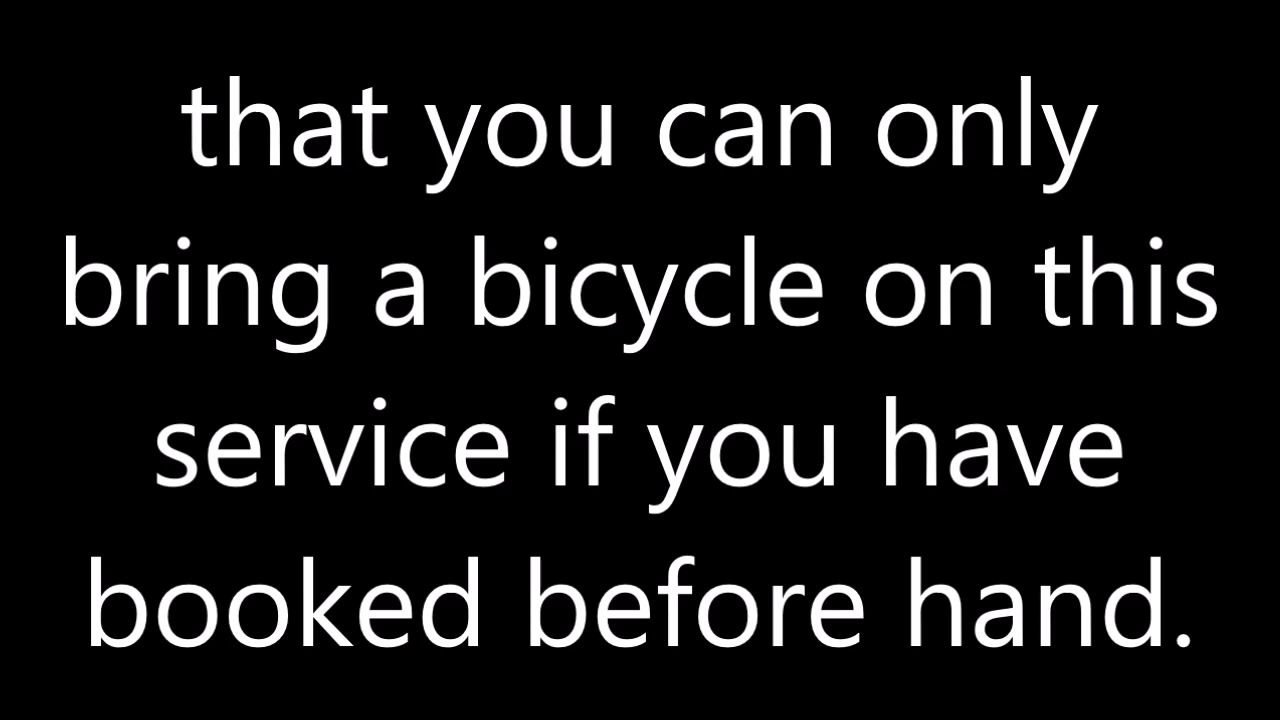 that you can only
bring a bicycle on this
service if you have
booked before hand.